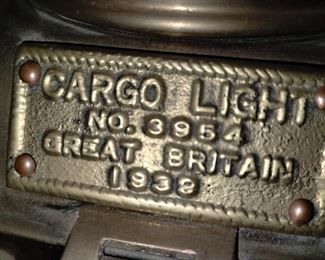 CARGO LIGHT
NO. 3954
GREAT BRITAIN
1938